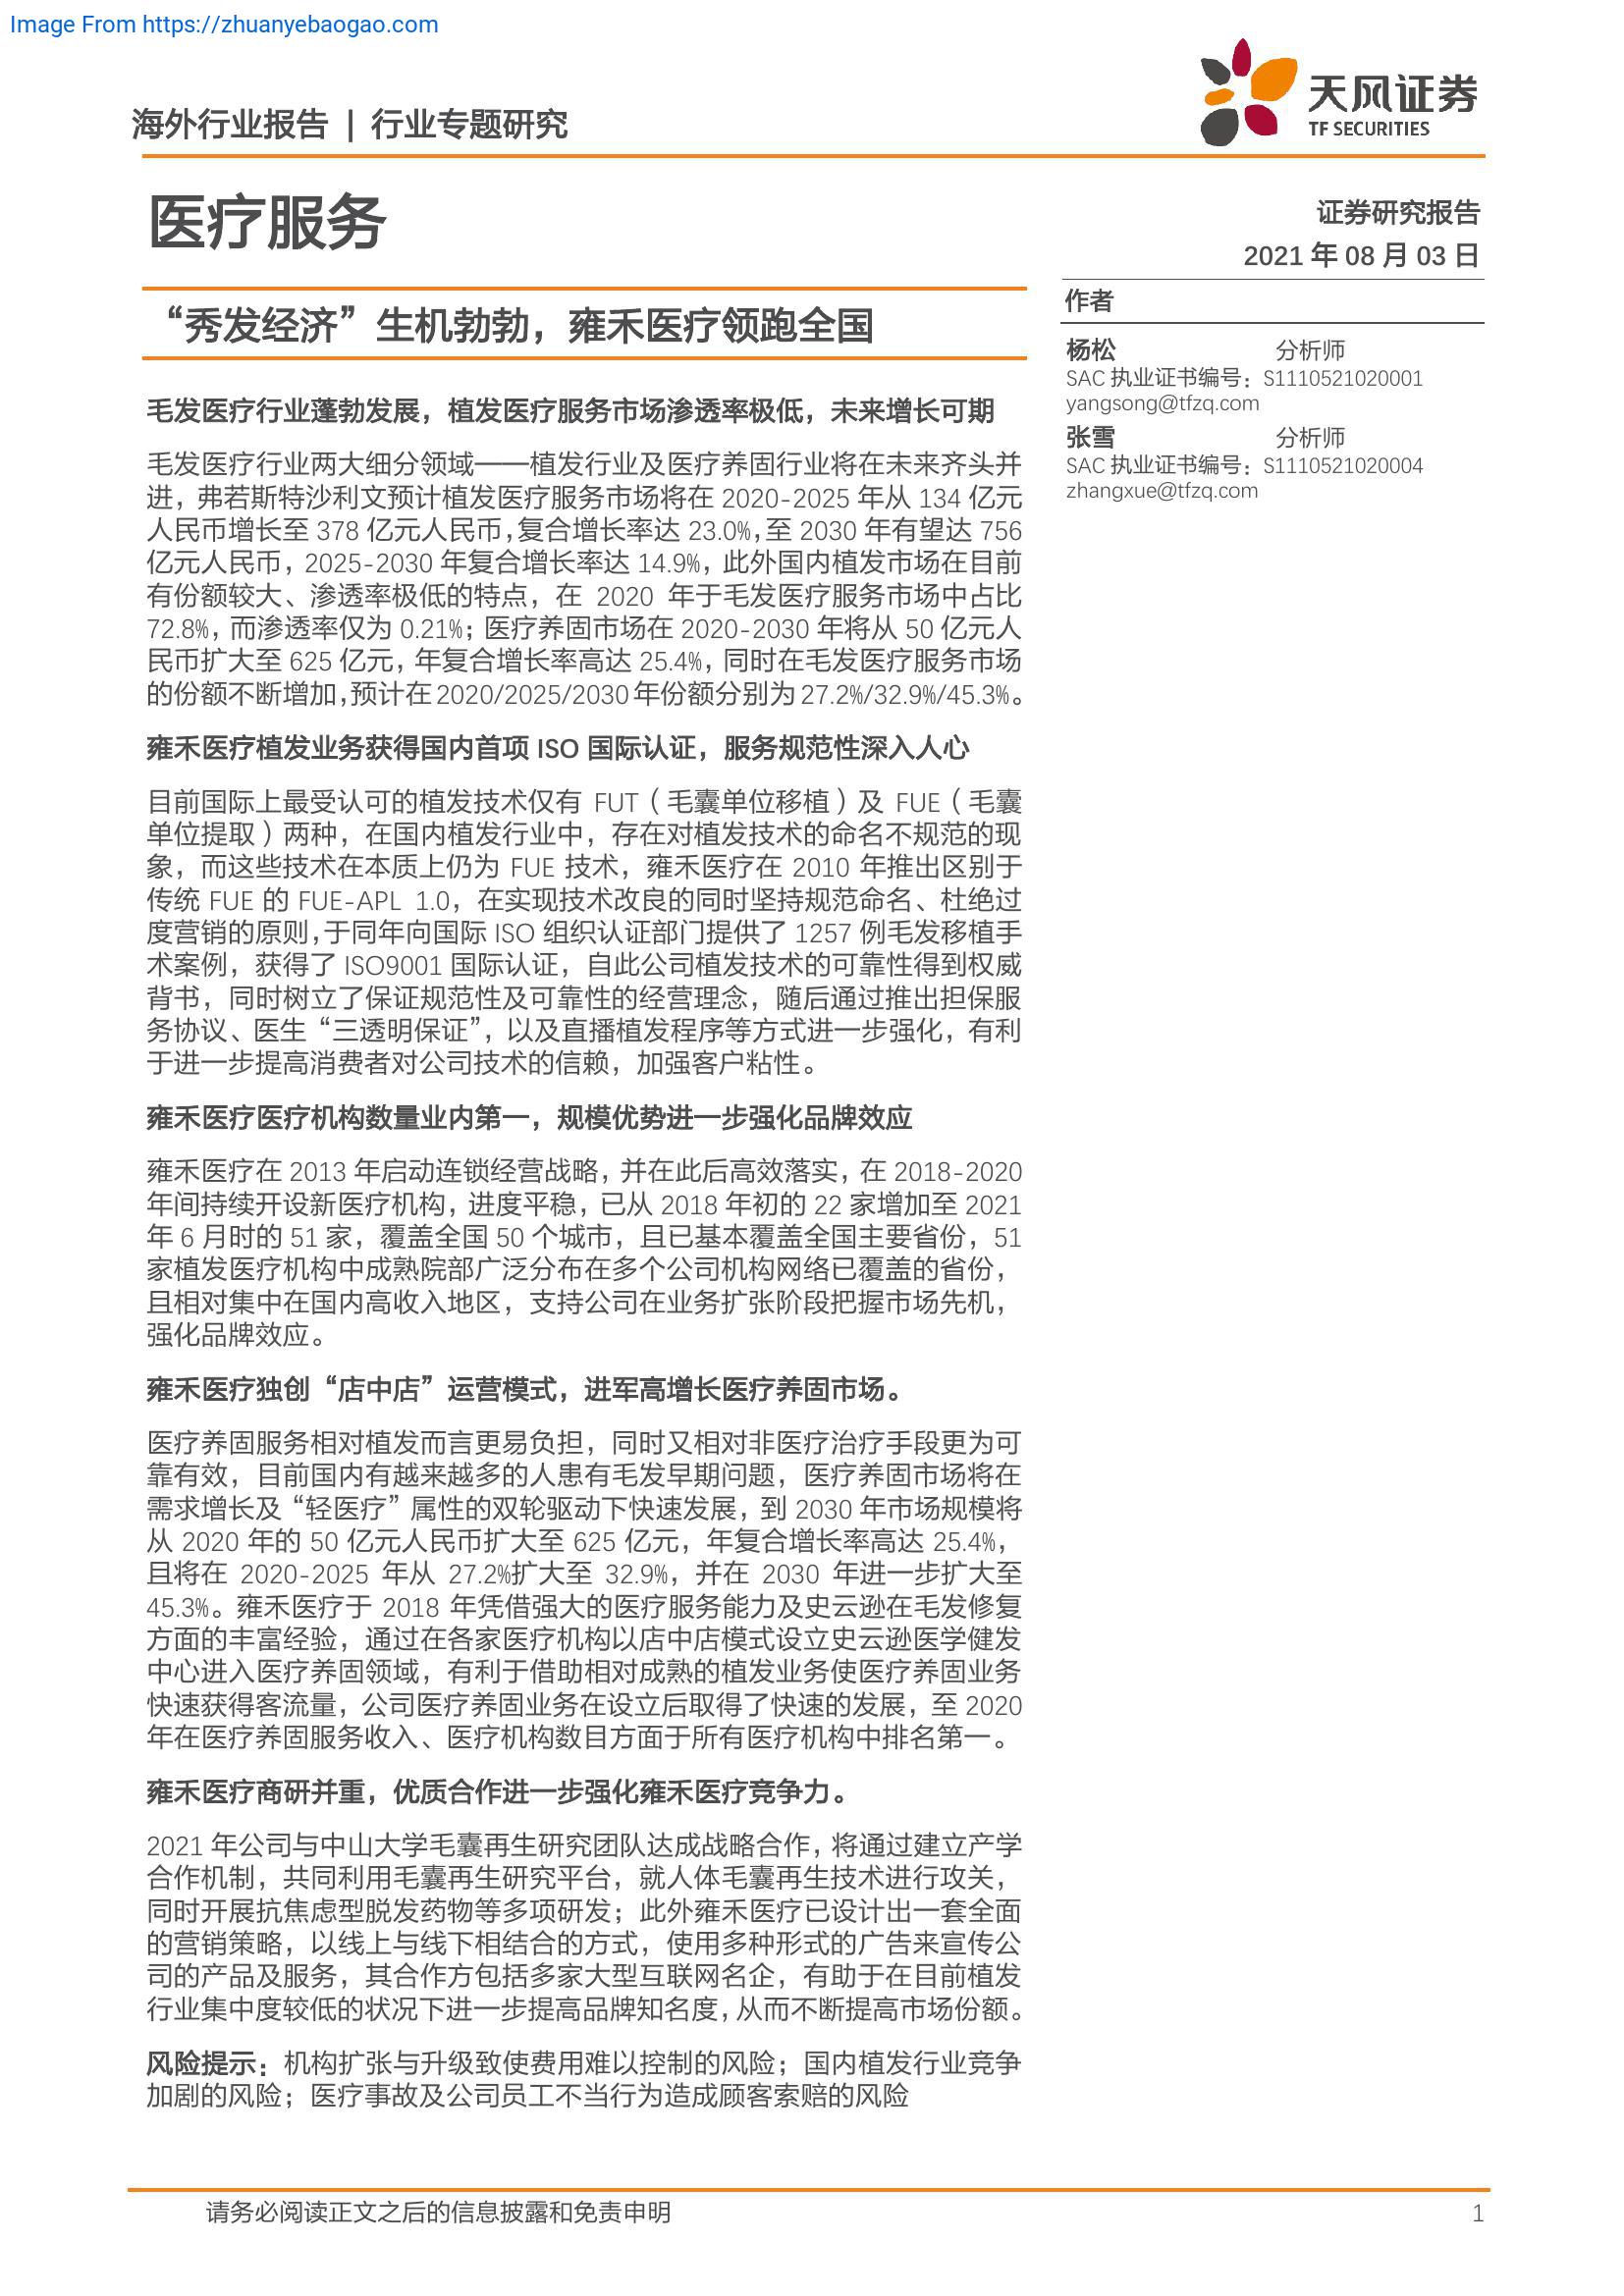 Image From https://zhuanyebaogao.com
海外行业报告 | 行业专题研究
天风证券
TF SECURITIES
医疗服务
证券研究报告
2021 年 08 月 03 日
“秀发经济”生机勃勃，雍禾医疗领跑全国
作者
杨松 分析师
SAC 执业证书编号：S1110521020001
yangsong@tfzq.com
张雪 分析师
SAC 执业证书编号：S1110521020004
zhangxue@tfzq.com
毛发医疗行业蓬勃发展，植发医疗服务市场渗透率极低，未来增长可期
毛发医疗行业两大细分领域——植发行业及医疗养固行业将在未来齐头并
进，弗若斯特沙利文预计植发医疗服务市场将在 2020-2025 年从 134 亿元
人民币增长至 378 亿元人民币，复合增长率达 23.0%，至 2030 年有望达 756
亿元人民币，2025-2030 年复合增长率达 14.9%，此外国内植发市场在目前
有份额较大、渗透率极低的特点，在 2020 年于毛发医疗服务市场中占比
72.8%，而渗透率仅为 0.21%；医疗养固市场在 2020-2030 年将从 50 亿元人
民币扩大至 625 亿元，年复合增长率高达 25.4%，同时在毛发医疗服务市场
的份额不断增加，预计在 2020/2025/2030 年份额分别为 27.2%/32.9%/45.3%。
雍禾医疗植发业务获得国内首项 ISO 国际认证，服务规范性深入人心
目前国际上最受认可的植发技术仅有 FUT（毛囊单位移植）及 FUE（毛囊
单位提取）两种，在国内植发行业中，存在对植发技术的命名不规范的现
象，而这些技术在本质上仍为 FUE 技术，雍禾医疗在 2010 年推出区别于
传统 FUE 的 FUE-APL 1.0，在实现技术改良的同时坚持规范命名、杜绝过
度营销的原则，于同年向国际 ISO 组织认证部门提供了 1257 例毛发移植手
术案例，获得了 ISO9001 国际认证，自此公司植发技术的可靠性得到权威
背书，同时树立了保证规范性及可靠性的经营理念，随后通过推出担保服
务协议、医生“三透明保证”，以及直播植发程序等方式进一步强化，有利
于进一步提高消费者对公司技术的信赖，加强客户粘性。
雍禾医疗医疗机构数量业内第一，规模优势进一步强化品牌效应
雍禾医疗在 2013 年启动连锁经营战略，并在此后高效落实，在 2018-2020
年间持续开设新医疗机构，进度平稳，已从 2018 年初的 22 家增加至 2021
年 6 月时的 51 家，覆盖全国 50 个城市，且已基本覆盖全国主要省份，51
家植发医疗机构中成熟院部广泛分布在多个公司机构网络已覆盖的省份，
且相对集中在国内高收入地区，支持公司在业务扩张阶段把握市场先机，
强化品牌效应。
雍禾医疗独创“店中店”运营模式，进军高增长医疗养固市场。
医疗养固服务相对植发而言更易负担，同时又相对非医疗治疗手段更为可
靠有效，目前国内有越来越多的人患有毛发早期问题，医疗养固市场将在
需求增长及“轻医疗”属性的双轮驱动下快速发展，到 2030 年市场规模将
从 2020 年的 50 亿元人民币扩大至 625 亿元，年复合增长率高达 25.4%，
且将在 2020-2025 年从 27.2%扩大至 32.9%，并在 2030 年进一步扩大至
45.3%。雍禾医疗于 2018 年凭借强大的医疗服务能力及史云逊在毛发修复
方面的丰富经验，通过在各家医疗机构以店中店模式设立史云逊医学健发
中心进入医疗养固领域，有利于借助相对成熟的植发业务使医疗养固业务
快速获得客流量，公司医疗养固业务在设立后取得了快速的发展，至 2020
年在医疗养固服务收入、医疗机构数目方面于所有医疗机构中排名第一。
雍禾医疗商研并重，优质合作进一步强化雍禾医疗竞争力。
2021 年公司与中山大学毛囊再生研究团队达成战略合作，将通过建立产学
合作机制，共同利用毛囊再生研究平台，就人体毛囊再生技术进行攻关，
同时开展抗焦虑型脱发药物等多项研发；此外雍禾医疗已设计出一套全面
的营销策略，以线上与线下相结合的方式，使用多种形式的广告来宣传公
司的产品及服务，其合作方包括多家大型互联网名企，有助于在目前植发
行业集中度较低的状况下进一步提高品牌知名度，从而不断提高市场份额。
风险提示：机构扩张与升级致使费用难以控制的风险；国内植发行业竞争
加剧的风险；医疗事故及公司员工不当行为造成顾客索赔的风险
请务必阅读正文之后的信息披露和免责申明 1